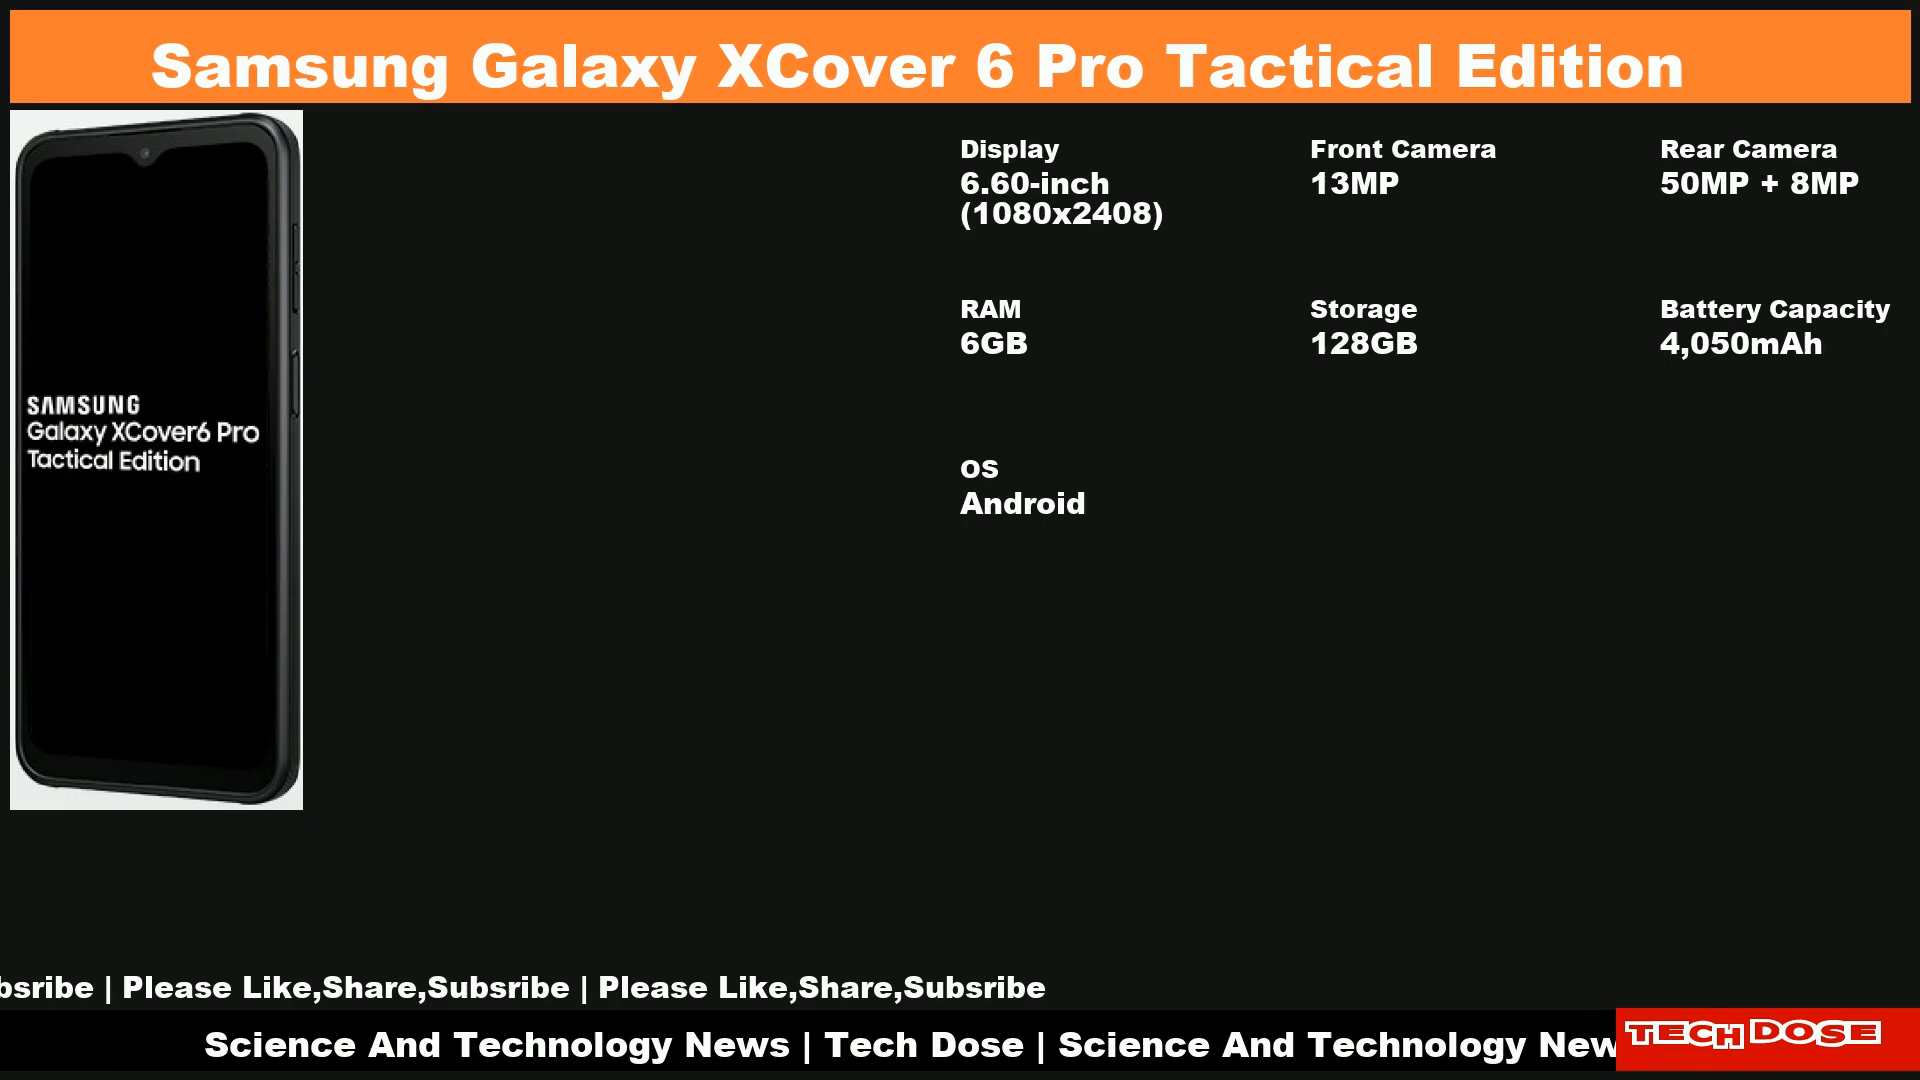 Samsung Galaxy XCover 6 Pro Tactical Edition
SAMSUNG
Galaxy XCover6 Pro
Tactical Edition
Display
6.60-inch
(1080x2408)
Front Camera
13MP
Rear Camera
50MP + 8MP
RAM
6GB
Storage
128GB
Battery Capacity
4,050mAh
OS
Android
bsribe | Please Like,Share,Subsribe | Please Like,Share,Subsribe
Science And Technology News | Tech Dose | Science And Technology New
TECH DOSE